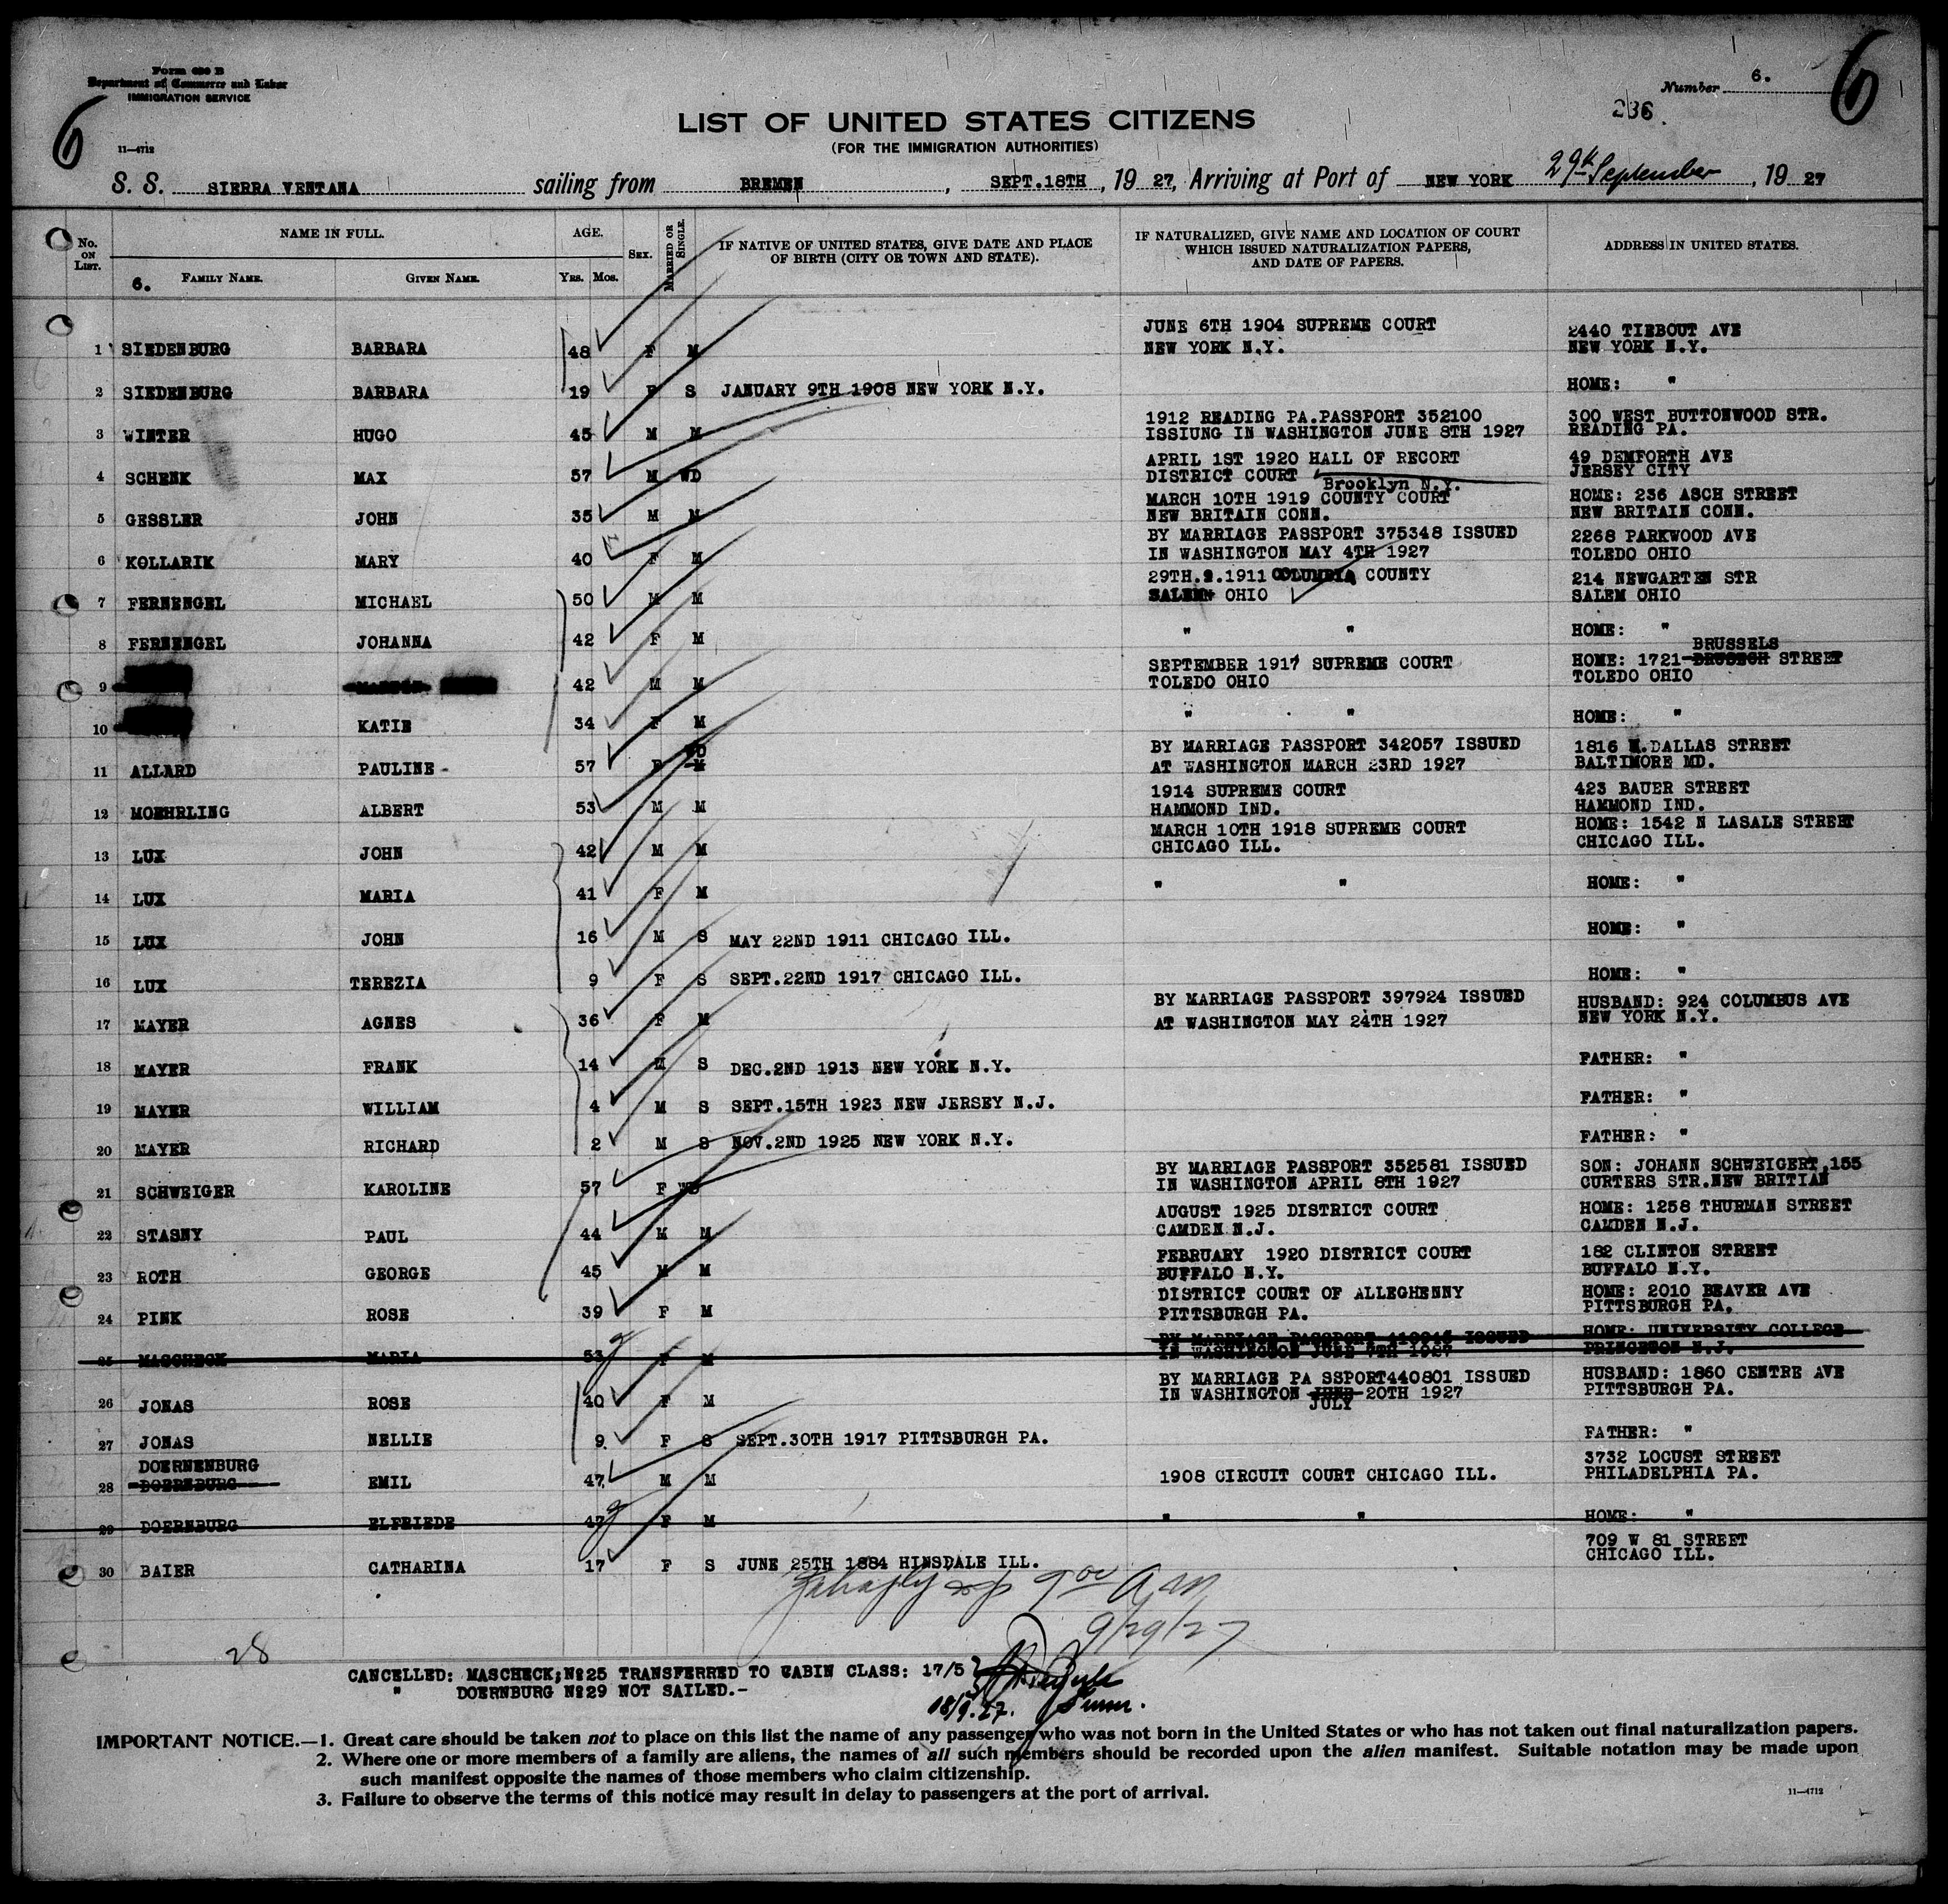 Form 630 B
Department of Commerce and Labor
IMMIGRATION SERVICE
Number 6.
6
6
236
11—4712
LIST OF UNITED STATES CITIZENS
(FOR THE IMMIGRATION AUTHORITIES)
S. S. SIERRA VENTANA sailing from BREMEN, SEPT.18TH, 19 27, Arriving at Port of NEW YORK 29th September, 19 27
No. ON LIST. NAME IN FULL. AGE. SEX. MARRIED OR SINGLE. IF NATIVE OF UNITED STATES, GIVE DATE AND PLACE OF BIRTH (CITY OR TOWN AND STATE). IF NATURALIZED, GIVE NAME AND LOCATION OF COURT WHICH ISSUED NATURALIZATION PAPERS, AND DATE OF PAPERS. ADDRESS IN UNITED STATES.
6. FAMILY NAME. GIVEN NAME. YRS. MOS.
JUNE 6TH 1904 SUPREME COURT 2440 TIEBOUT AVE
1 SIEDENBURG BARBARA 48 F M NEW YORK N.Y. NEW YORK N.Y.
2 SIEDENBURG BARBARA 19 F S JANUARY 9TH 1908 NEW YORK N.Y. HOME: "
1912 READING PA.PASSPORT 352100 300 WEST BUTTONWOOD STR.
3 WINTER HUGO 45 M M ISSIUNG IN WASHINGTON JUNE 8TH 1927 READING PA.
APRIL 1ST 1920 HALL OF RECORT 49 DEMFORTH AVE
4 SCHENK MAX 57 M WD DISTRICT COURT Brooklyn N.Y. JERSEY CITY
MARCH 10TH 1919 COUNTY COURT HOME: 236 ASCH STREET
5 GESSLER JOHN 35 M M NEW BRITAIN CONN. NEW BRITAIN CONN.
BY MARRIAGE PASSPORT 375348 ISSUED 2268 PARKWOOD AVE
6 KOLLARIK MARY 40 F M IN WASHINGTON MAY 4TH 1927 TOLEDO OHIO
29TH.2.1911 COLUMBIA COUNTY 214 NEWGARTEN STR
7 FERNENGEL MICHAEL 50 M M SALEM OHIO SALEM OHIO
8 FERNENGEL JOHANNA 42 F M " " HOME: "
BRUSSELS
SEPTEMBER 1917 SUPREME COURT HOME: 1721 STREET
9 42 M M TOLEDO OHIO TOLEDO OHIO
10 KATIE 34 F M " " HOME: "
WD
BY MARRIAGE PASSPORT 342057 ISSUED 1816 N.DALLAS STREET
11 ALLARD PAULINE 57 F M AT WASHINGTON MARCH 23RD 1927 BALTIMORE MD.
1914 SUPREME COURT 423 BAUER STREET
12 MOEHRLING ALBERT 53 M M HAMMOND IND. HAMMOND IND.
MARCH 10TH 1918 SUPREME COURT HOME: 1542 N LASALE STREET
13 LUX JOHN 42 M M CHICAGO ILL. CHICAGO ILL.
14 LUX MARIA 41 F M " " HOME: "
15 LUX JOHN 16 M S MAY 22ND 1911 CHICAGO ILL. HOME: "
16 LUX TEREZIA 9 F S SEPT.22ND 1917 CHICAGO ILL. HOME: "
BY MARRIAGE PASSPORT 397924 ISSUED HUSBAND: 924 COLUMBUS AVE
17 MAYER AGNES 36 F M AT WASHINGTON MAY 24TH 1927 NEW YORK N.Y.
18 MAYER FRANK 14 M S DEC.2ND 1913 NEW YORK N.Y. FATHER: "
19 MAYER WILLIAM 4 M S SEPT.15TH 1923 NEW JERSEY N.J. FATHER: "
20 MAYER RICHARD 2 M S NOV.2ND 1925 NEW YORK N.Y. FATHER: "
BY MARRIAGE PASSPORT 352581 ISSUED SON: JOHANN SCHWEIGERT,155
21 SCHWEIGER KAROLINE 57 F WD IN WASHINGTON APRIL 8TH 1927 CURTERS STR.NEW BRITIAN
AUGUST 1925 DISTRICT COURT HOME: 1258 THURMAN STREET
22 STASNY PAUL 44 M M CAMDEN N.J. CAMDEN N.J.
FEBRUARY 1920 DISTRICT COURT 182 CLINTON STREET
23 ROTH GEORGE 45 M M BUFFALO N.Y. BUFFALO N.Y.
DISTRICT COURT OF ALLEGHENNY HOME: 2010 BEAVER AVE
24 PINK ROSE 39 F M PITTSBURGH PA. PITTSBURGH PA.
BY MARRIAGE PASSPORT ISSUED HOME: UNIVERSITY COLLEGE
25 MASCHECK MARIA 53 F M IN WASHINGTON JUNE 7TH 1927 PRINCETON N.J.
BY MARRIAGE PA SSPORT440801 ISSUED HUSBAND: 1860 CENTRE AVE
26 JONAS ROSE 40 F M IN WASHINGTON JUNE 20TH 1927 PITTSBURGH PA.
JULY
27 JONAS NELLIE 9 F S SEPT.30TH 1917 PITTSBURGH PA. FATHER: "
DOERNENBURG 3732 LOCUST STREET
28 DOERNBURG EMIL 47 M M 1908 CIRCUIT COURT CHICAGO ILL. PHILADELPHIA PA.
29 DOERNBURG ELFRIEDE 47 F M " " HOME: "
709 W 81 STREET
30 BAIER CATHARINA 17 F S JUNE 25TH 1884 HINSDALE ILL. CHICAGO ILL.
9 00 A M
9/29/27
28
CANCELLED: MASCHECK;№25 TRANSFERRED TO CABIN CLASS: 17/5
" DOERNBURG №29 NOT SAILED.-
18/9.27.
IMPORTANT NOTICE.—1. Great care should be taken not to place on this list the name of any passenger who was not born in the United States or who has not taken out final naturalization papers.
2. Where one or more members of a family are aliens, the names of all such members should be recorded upon the alien manifest. Suitable notation may be made upon
such manifest opposite the names of those members who claim citizenship.
3. Failure to observe the terms of this notice may result in delay to passengers at the port of arrival.
11—4712